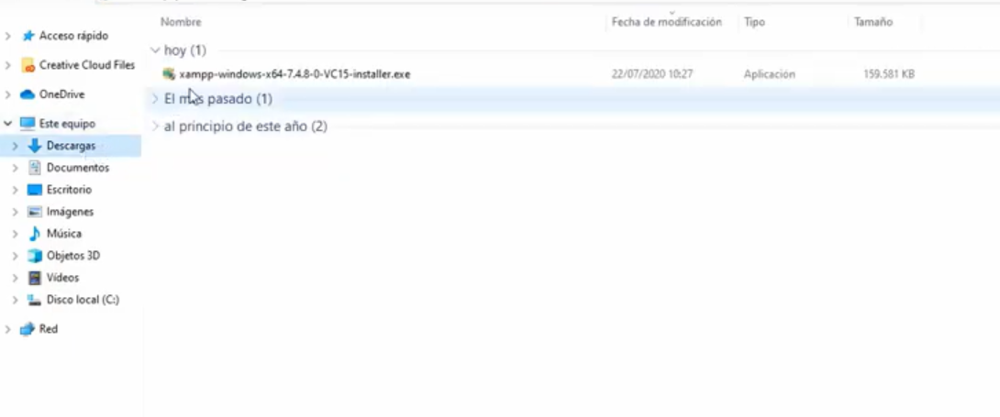 Nombre Fecha de modificación Tipo Tamaño
hoy (1)
xampp-windows-x64-7.4.8-0-VC15-installer.exe 22/07/2020 10:27 Aplicación 159.581 KB
El mes pasado (1)
al principio de este año (2)
Acceso rápido
Creative Cloud Files
OneDrive
Este equipo
Descargas
Documentos
Escritorio
Imágenes
Música
Objetos 3D
Vídeos
Disco local (C:)
Red